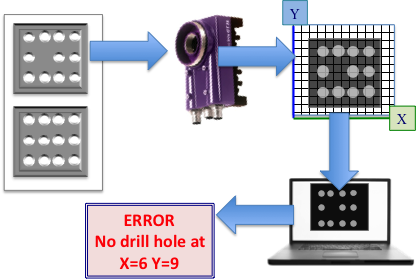 Y
X
ERROR
No drill hole at
X=6 Y=9